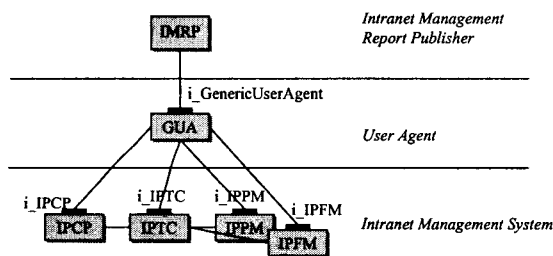 IMRP
Intranet Management
Report Publisher
i_GenericUserAgent
GUA
User Agent
i_IPCP
i_IPTC
i_IPPM
i_IPFM
IPCP
IPTC
IPPM
IPFM
Intranet Management System